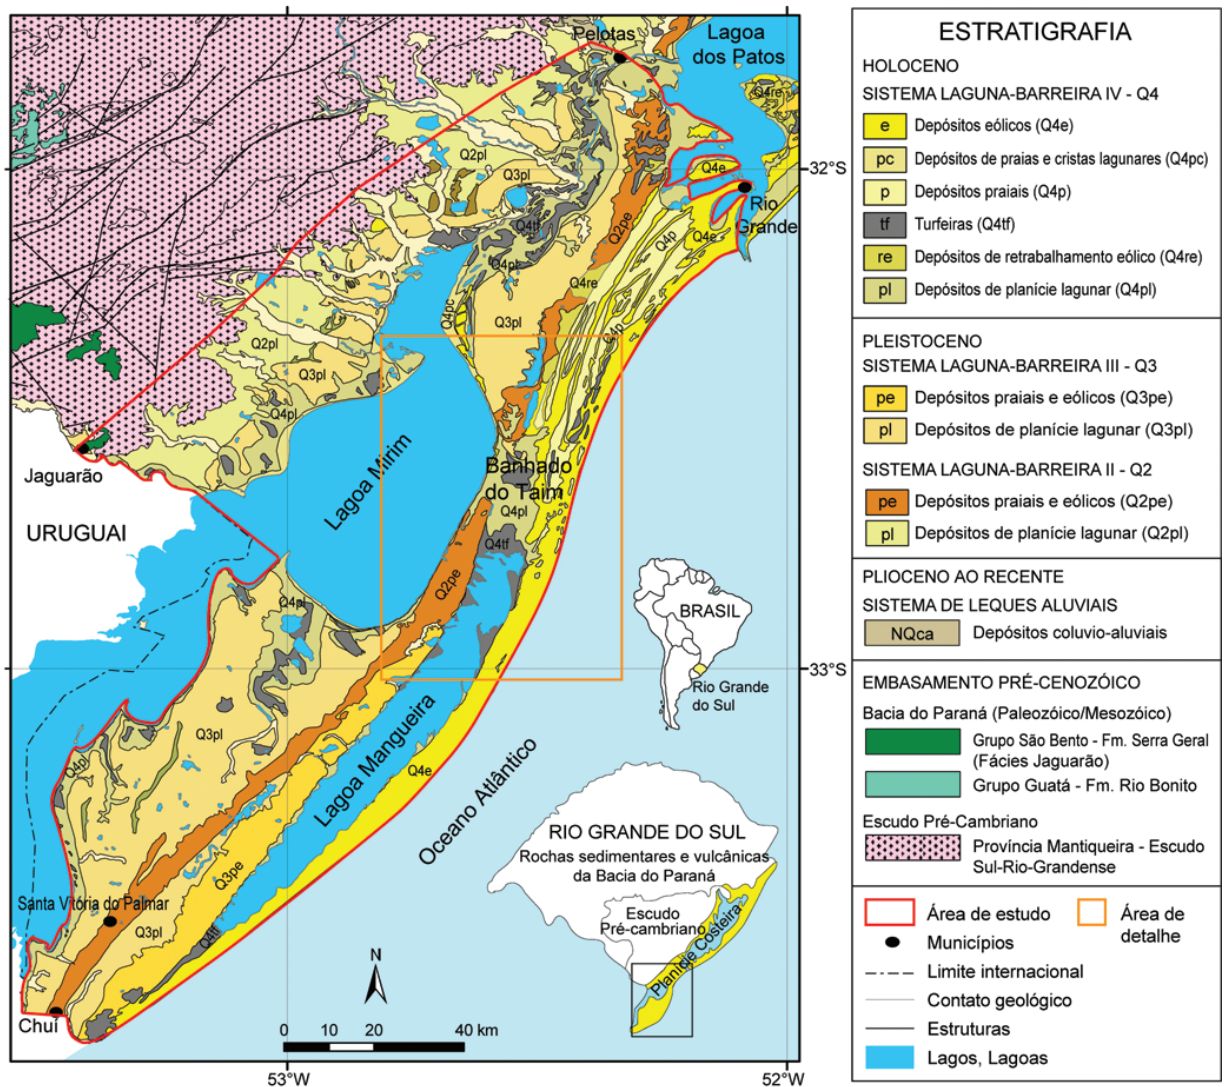 Pelotas
Lagoa
dos Patos
Q4re
Q2pl
Q3pl
Q4e
32°S
Rio
Grande
Q4tf
Q2pe
Q4p
Q4e
Q4pl
Q4re
Q4pc
Q3pl
Q4p
Q2pl
Q3pl
Q4pl
Jaguarão
Lagoa Mirim
Banhado
do Taim
Q4pl
URUGUAI
Q4tf
Q2pe
Q4pl
BRASIL
33°S
Rio Grande
do Sul
Q3pl
Q4pl
Lagoa Mangueira
Q4e
Oceano Atlântico
RIO GRANDE DO SUL
Rochas sedimentares e vulcânicas
da Bacia do Paraná
Q3pe
Santa Vitória do Palmar
Escudo
Pré-cambriano
Planície Costeira
Q3pl
Q4tf
N
Chuí
0 10 20 40 km
53°W
52°W
ESTRATIGRAFIA
HOLOCENO
SISTEMA LAGUNA-BARREIRA IV - Q4
e Depósitos eólicos (Q4e)
pc Depósitos de praias e cristas lagunares (Q4pc)
p Depósitos praiais (Q4p)
tf Turfeiras (Q4tf)
re Depósitos de retrabalhamento eólico (Q4re)
pl Depósitos de planície lagunar (Q4pl)
PLEISTOCENO
SISTEMA LAGUNA-BARREIRA III - Q3
pe Depósitos praiais e eólicos (Q3pe)
pl Depósitos de planície lagunar (Q3pl)
SISTEMA LAGUNA-BARREIRA II - Q2
pe Depósitos praiais e eólicos (Q2pe)
pl Depósitos de planície lagunar (Q2pl)
PLIOCENO AO RECENTE
SISTEMA DE LEQUES ALUVIAIS
NQca Depósitos coluvio-aluviais
EMBASAMENTO PRÉ-CENOZÓICO
Bacia do Paraná (Paleozóico/Mesozóico)
Grupo São Bento - Fm. Serra Geral
(Fácies Jaguarão)
Grupo Guatá - Fm. Rio Bonito
Escudo Pré-Cambriano
Província Mantiqueira - Escudo
Sul-Rio-Grandense
Área de estudo
Área de
detalhe
Municípios
Limite internacional
Contato geológico
Estruturas
Lagos, Lagoas